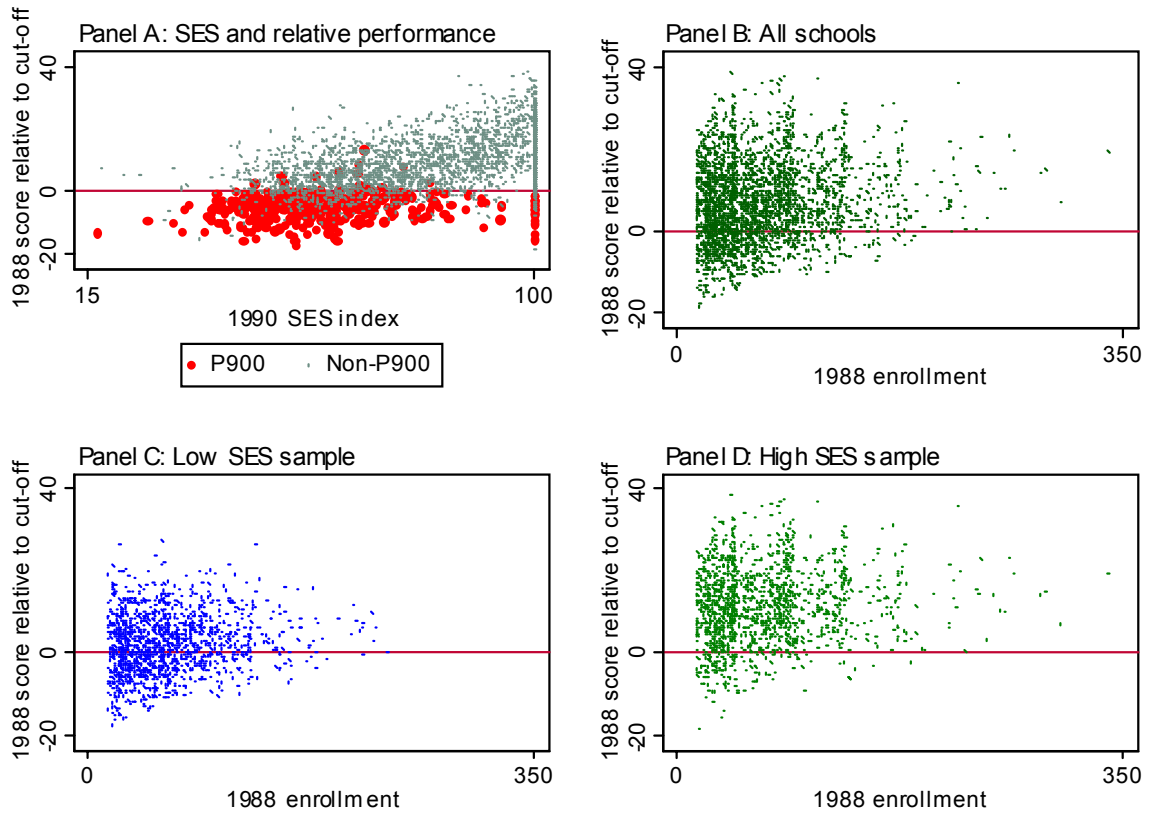 Panel A: SES and relative performance
1988 score relative to cut-off
40
0
-20
15
100
1990 SES index
P900
Non-P900
Panel B: All schools
1988 score relative to cut-off
40
0
-20
0
350
1988 enrollment
Panel C: Low SES sample
1988 score relative to cut-off
40
0
-20
0
350
1988 enrollment
Panel D: High SES sample
1988 score relative to cut-off
40
0
-20
0
350
1988 enrollment